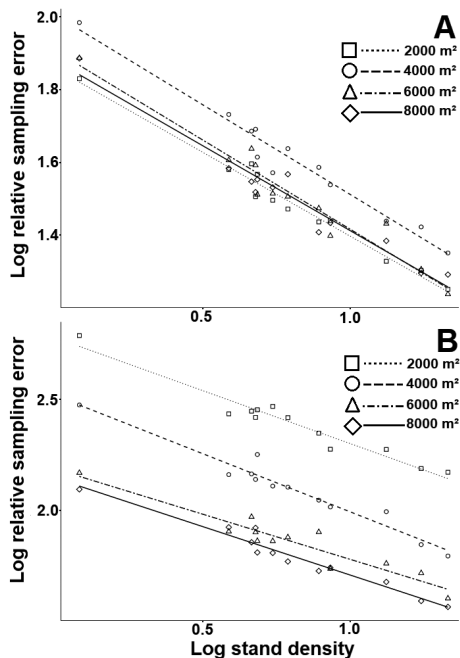 2.0
A
2000 m²
4000 m²
6000 m²
8000 m²
1.8
1.6
1.4
Log relative sampling error
0.5
1.0
B
2000 m²
4000 m²
6000 m²
8000 m²
2.5
2.0
Log relative sampling error
0.5
1.0
Log stand density